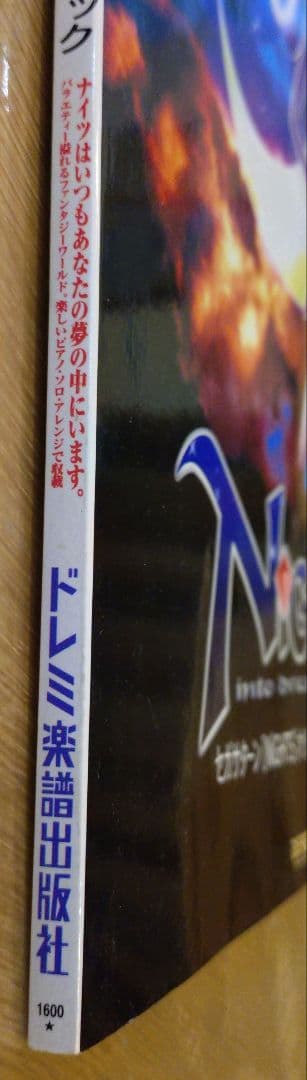 ック
ナイツはいつもあなたの夢の中にいます。
バラエティー溢れるファンタジーワールド。楽しいピアノ・ソロ・アレンジで収載
ドレミ楽譜出版社
1600
★
NiG
into
セガサターン